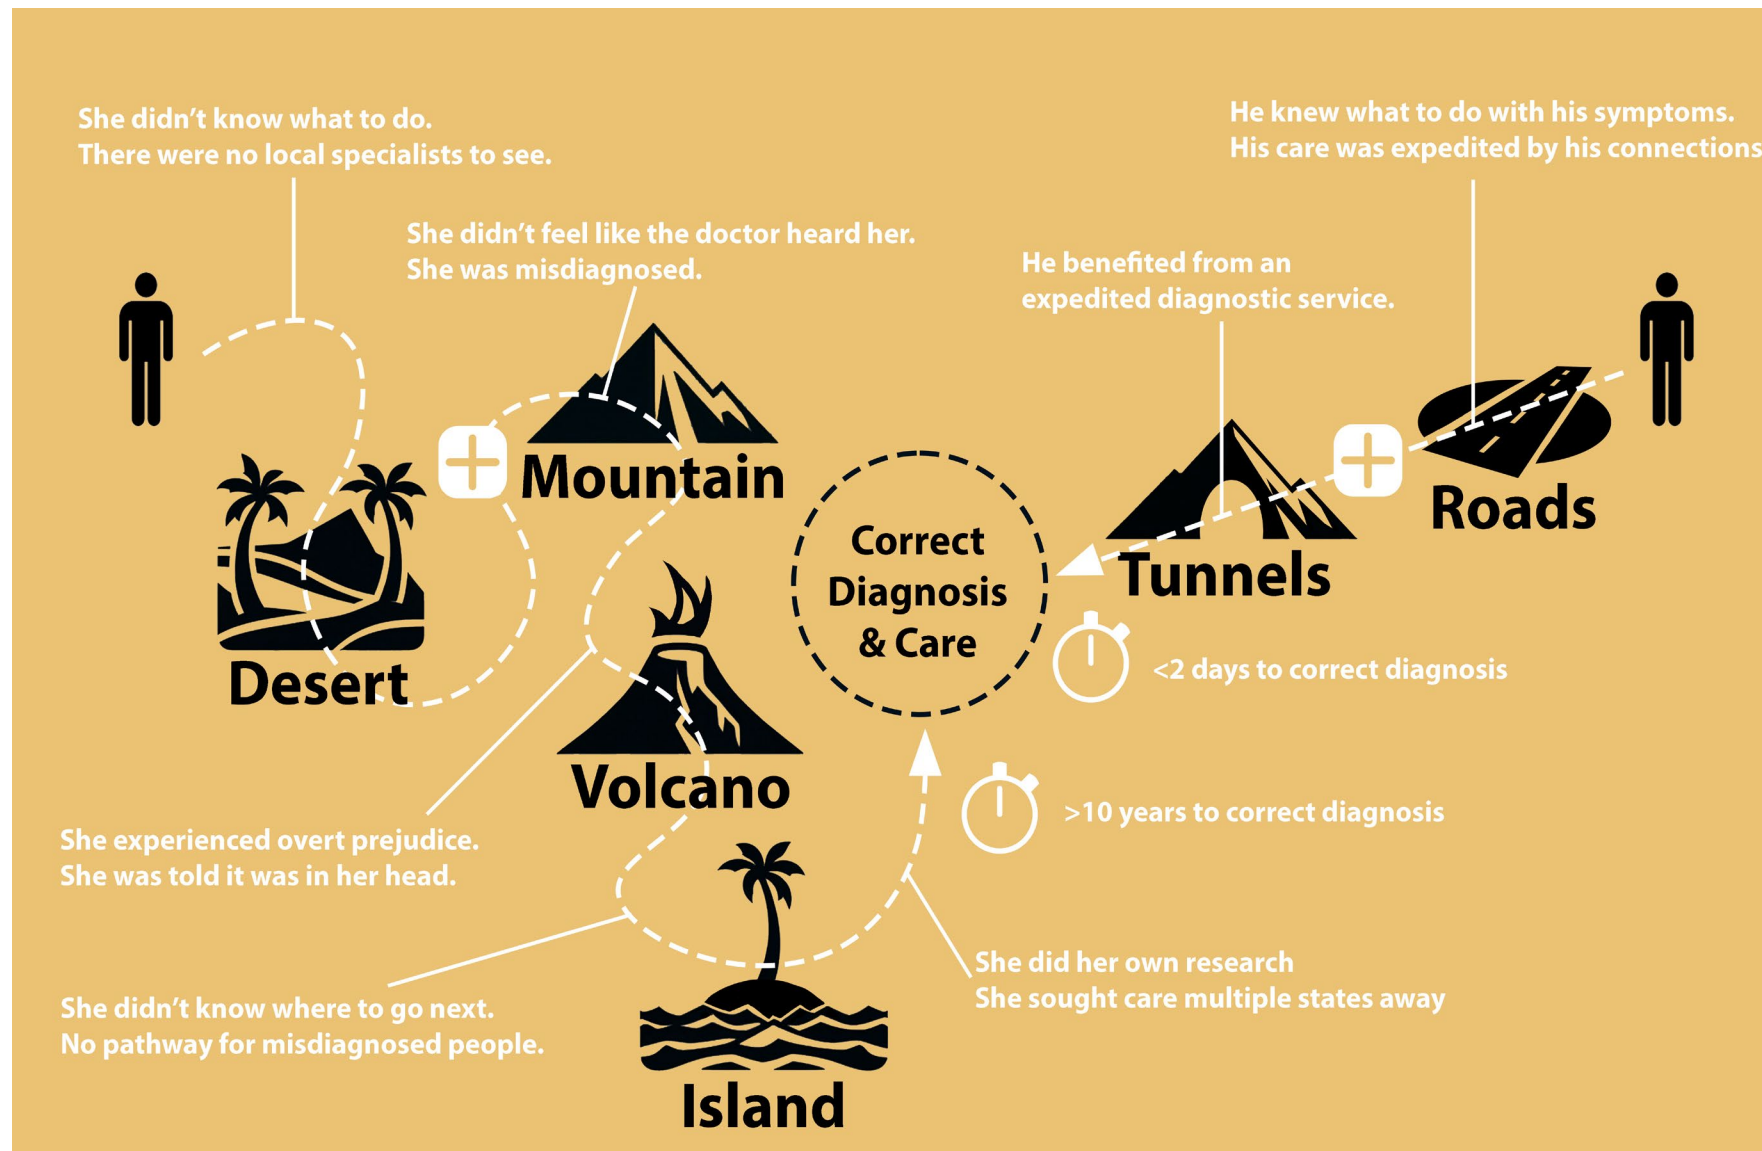 She didn’t know what to do.
There were no local specialists to see.
He knew what to do with his symptoms.
His care was expedited by his connections
She didn’t feel like the doctor heard her.
She was misdiagnosed.
He benefited from an
expedited diagnostic service.
Mountain
Roads
Correct
Diagnosis
& Care
Tunnels
Desert
<2 days to correct diagnosis
Volcano
>10 years to correct diagnosis
She experienced overt prejudice.
She was told it was in her head.
She did her own research
She sought care multiple states away
She didn’t know where to go next.
No pathway for misdiagnosed people.
Island